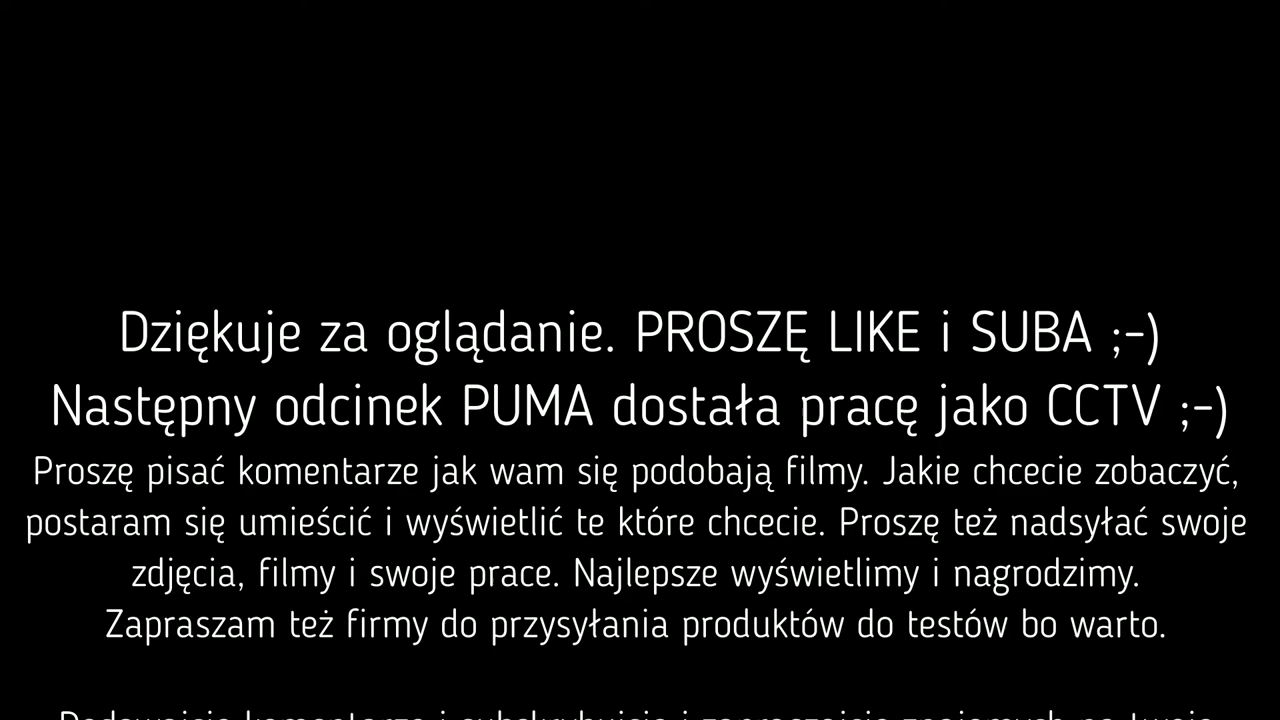 Dziękuje za oglądanie. PROSZĘ LIKE i SUBA ;-)
Następny odcinek PUMA dostała pracę jako CCTV ;-)
Proszę pisać komentarze jak wam się podobają filmy. Jakie chcecie zobaczyć,
postaram się umieścić i wyświetlić te które chcecie. Proszę też nadsyłać swoje
zdjęcia, filmy i swoje prace. Najlepsze wyświetlimy i nagrodzimy.
Zapraszam też firmy do przysyłania produktów do testów bo warto.